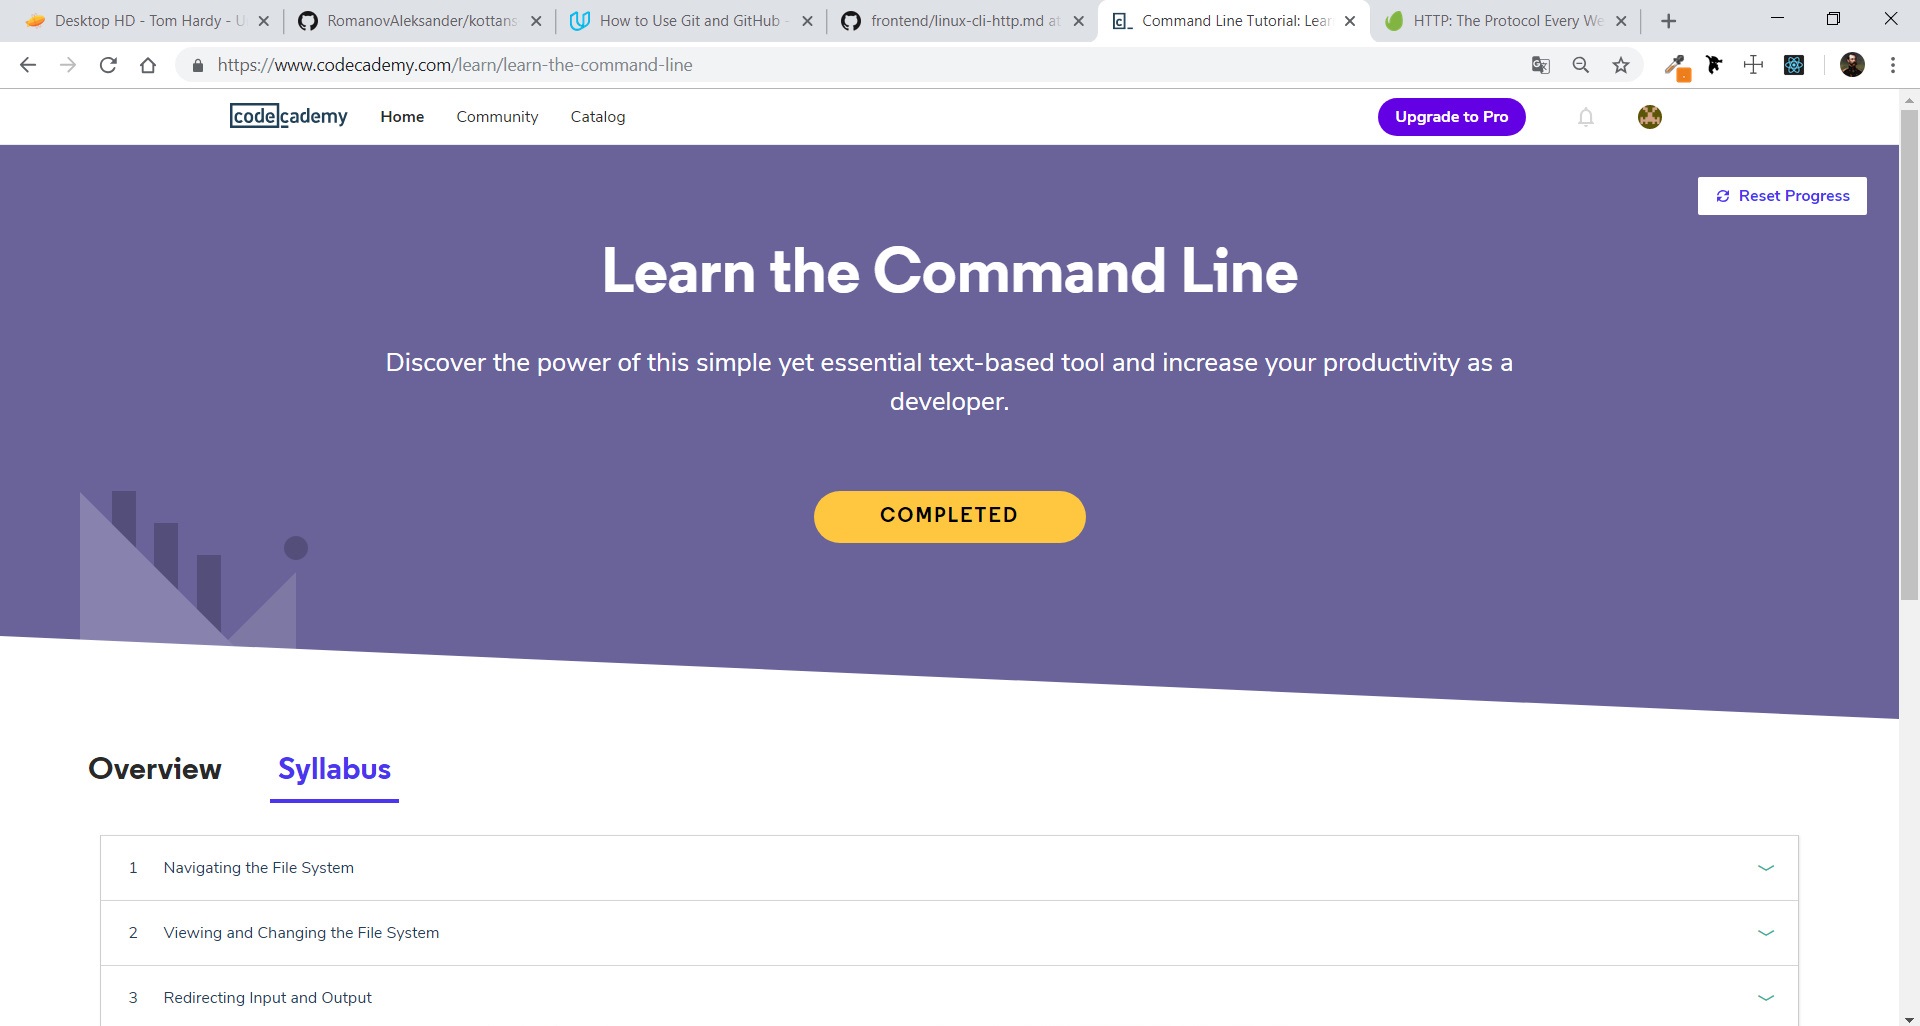 Desktop HD - Tom Hardy - U
RomanovAleksander/kottans
How to Use Git and GitHub -
frontend/linux-cli-http.md at
Command Line Tutorial: Lear
HTTP: The Protocol Every We
https://www.codecademy.com/learn/learn-the-command-line
codecademy
Home
Community
Catalog
Upgrade to Pro
Reset Progress
Learn the Command Line
Discover the power of this simple yet essential text-based tool and increase your productivity as a
developer.
COMPLETED
Overview
Syllabus
1 Navigating the File System
2 Viewing and Changing the File System
3 Redirecting Input and Output